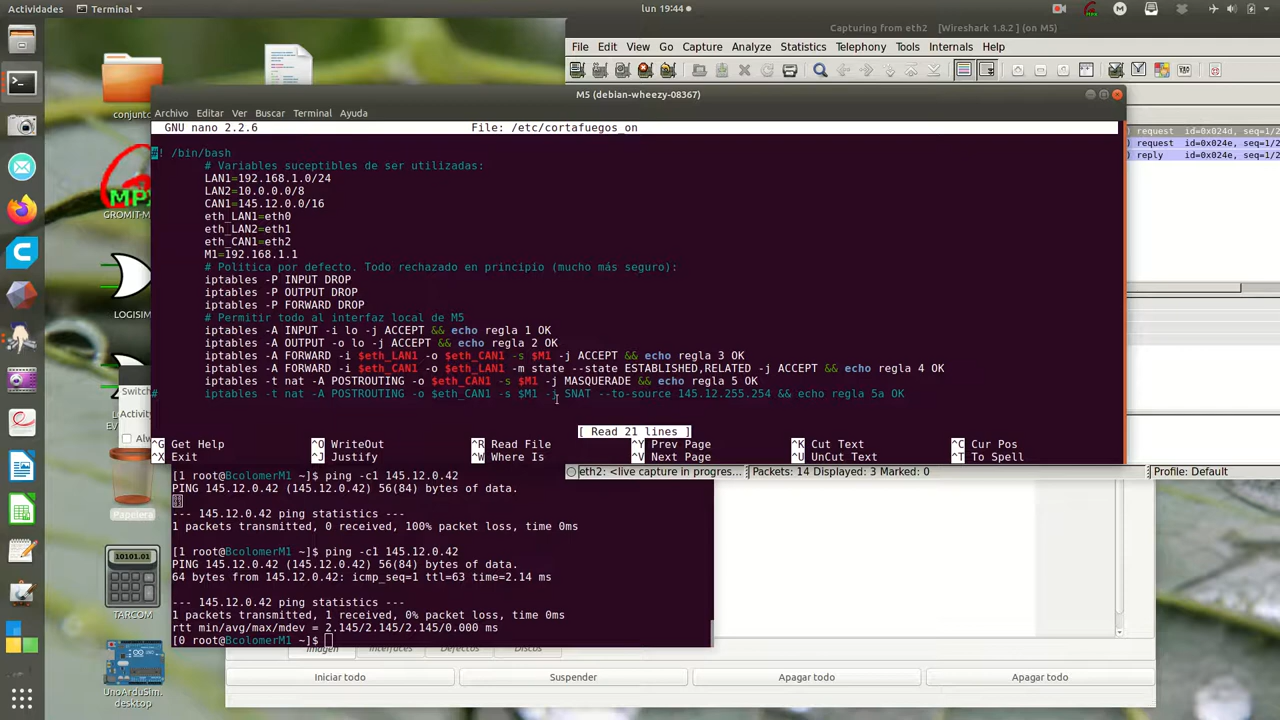 Actividades
Terminal
lun 19:44
Capturing from eth2 [Wireshark 1.8.2 ] (on M5)
File Edit View Go Capture Analyze Statistics Telephony Tools Internals Help
M5 (debian-wheezy-08367)
Archivo Editar Ver Buscar Terminal Ayuda
GNU nano 2.2.6 File: /etc/cortafuegos_on
#! /bin/bash
# Variables suceptibles de ser utilizadas:
LAN1=192.168.1.0/24
LAN2=10.0.0.0/8
CAN1=145.12.0.0/16
eth_LAN1=eth0
eth_LAN2=eth1
eth_CAN1=eth2
M1=192.168.1.1
# Politica por defecto. Todo rechazado en principio (mucho más seguro):
iptables -P INPUT DROP
iptables -P OUTPUT DROP
iptables -P FORWARD DROP
# Permitir todo al interfaz local de M5
iptables -A INPUT -i lo -j ACCEPT && echo regla 1 OK
iptables -A OUTPUT -o lo -j ACCEPT && echo regla 2 OK
iptables -A FORWARD -i $eth_LAN1 -o $eth_CAN1 -s $M1 -j ACCEPT && echo regla 3 OK
iptables -A FORWARD -i $eth_CAN1 -o $eth_LAN1 -m state --state ESTABLISHED,RELATED -j ACCEPT && echo regla 4 OK
iptables -t nat -A POSTROUTING -o $eth_CAN1 -s $M1 -j MASQUERADE && echo regla 5 OK
# iptables -t nat -A POSTROUTING -o $eth_CAN1 -s $M1 -j SNAT --to-source 145.12.255.254 && echo regla 5a OK
[ Read 21 lines ]
^G Get Help ^O WriteOut ^R Read File ^Y Prev Page ^K Cut Text ^C Cur Pos
^X Exit ^J Justify ^W Where Is ^V Next Page ^U UnCut Text ^T To Spell
) request id=0x024d, seq=1/2
) request id=0x024e, seq=1/2
) reply id=0x024e, seq=1/2
eth2: <live capture in progres... Packets: 14 Displayed: 3 Marked: 0 Profile: Default
[1 root@BcolomerM1 ~]$ ping -c1 145.12.0.42
PING 145.12.0.42 (145.12.0.42) 56(84) bytes of data.
--- 145.12.0.42 ping statistics ---
1 packets transmitted, 0 received, 100% packet loss, time 0ms
[1 root@BcolomerM1 ~]$ ping -c1 145.12.0.42
PING 145.12.0.42 (145.12.0.42) 56(84) bytes of data.
64 bytes from 145.12.0.42: icmp_seq=1 ttl=63 time=2.14 ms
--- 145.12.0.42 ping statistics ---
1 packets transmitted, 1 received, 0% packet loss, time 0ms
rtt min/avg/max/mdev = 2.145/2.145/2.145/0.000 ms
[0 root@BcolomerM1 ~]$
Imagen Interfaces Defectos Discos
Iniciar todo Suspender Apagar todo Apagar todo
conjunto
GROMIT-M
LOGISIM
Switch
Activity
Al
Papelera
10101.01
TARCOM
UnoArduSim.
desktop